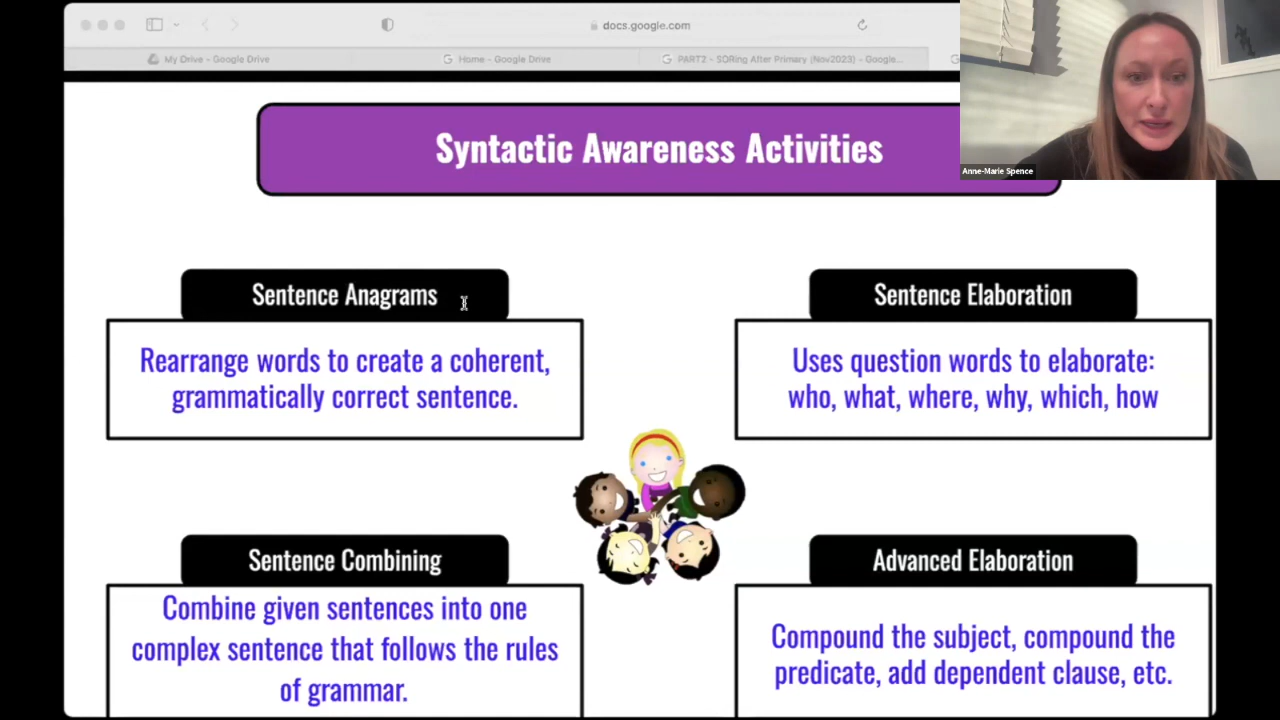 docs.google.com
My Drive - Google Drive
Home - Google Drive
PART2 - SORing After Primary (Nov2023) - Google...
Anne-Marie Spence
Syntactic Awareness Activities
Sentence Anagrams
Rearrange words to create a coherent,
grammatically correct sentence.
Sentence Elaboration
Uses question words to elaborate:
who, what, where, why, which, how
Sentence Combining
Combine given sentences into one
complex sentence that follows the rules
of grammar.
Advanced Elaboration
Compound the subject, compound the
predicate, add dependent clause, etc.